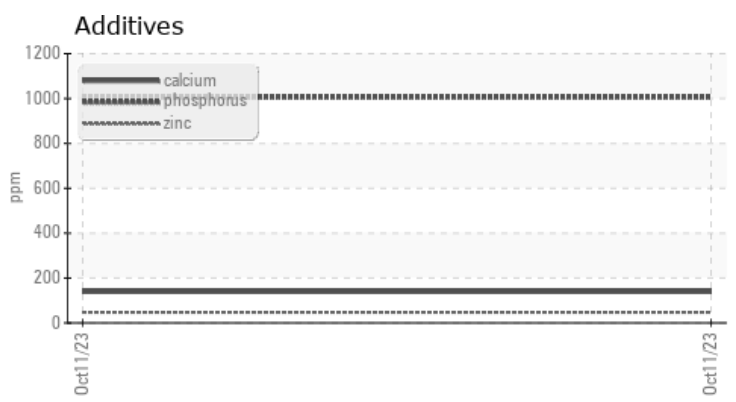 Additives
1200
1000
800
600
400
200
0
ppm
calcium
phosphorus
zinc
Oct11/23
Oct11/23